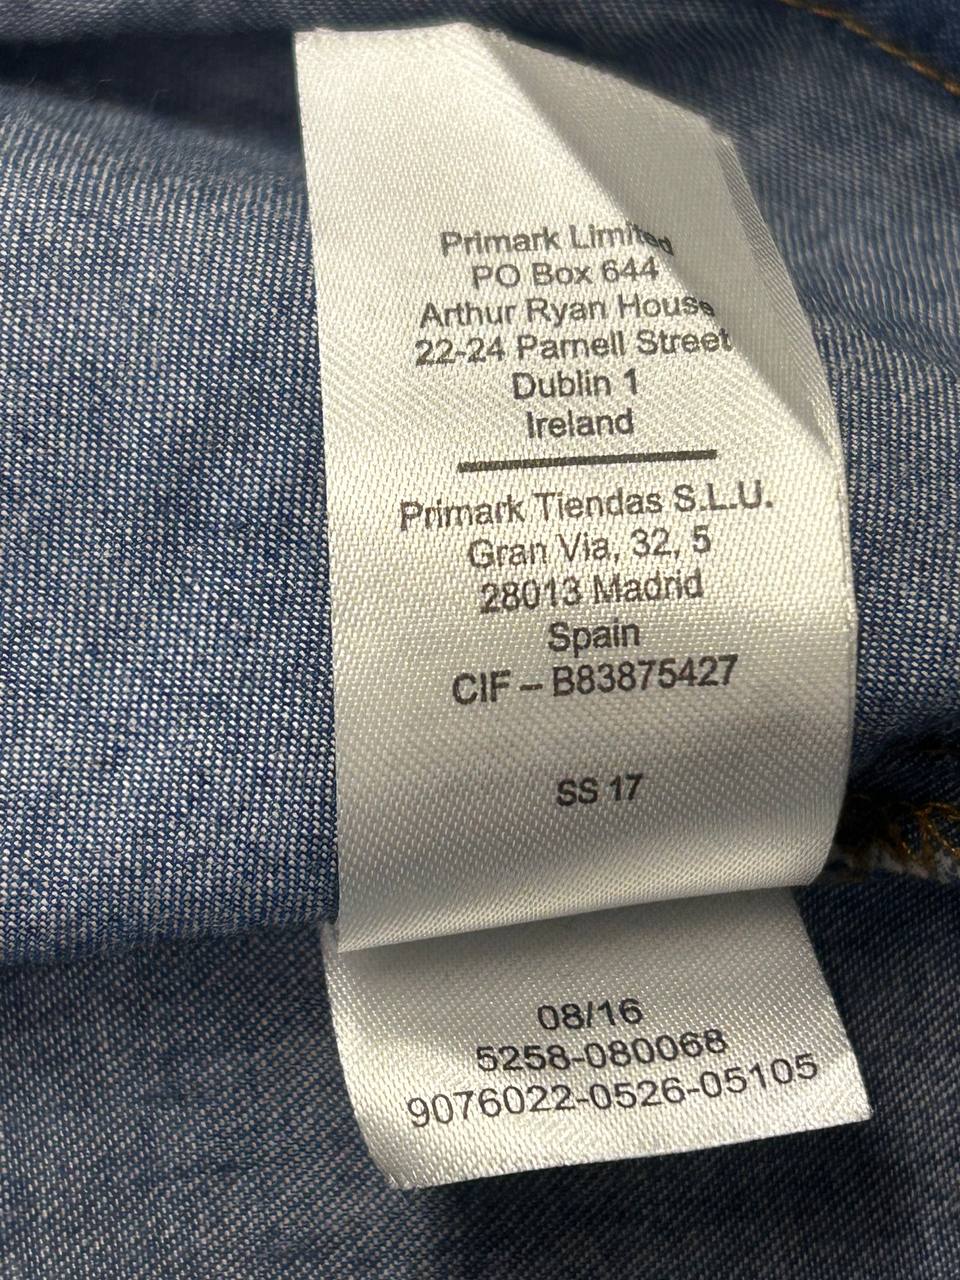 Primark Limited
PO Box 644
Arthur Ryan House
22-24 Parnell Street
Dublin 1
Ireland
Primark Tiendas S.L.U.
Gran Via, 32, 5
28013 Madrid
Spain
CIF – B83875427
SS 17
08/16
5258-080068
9076022-0526-05105